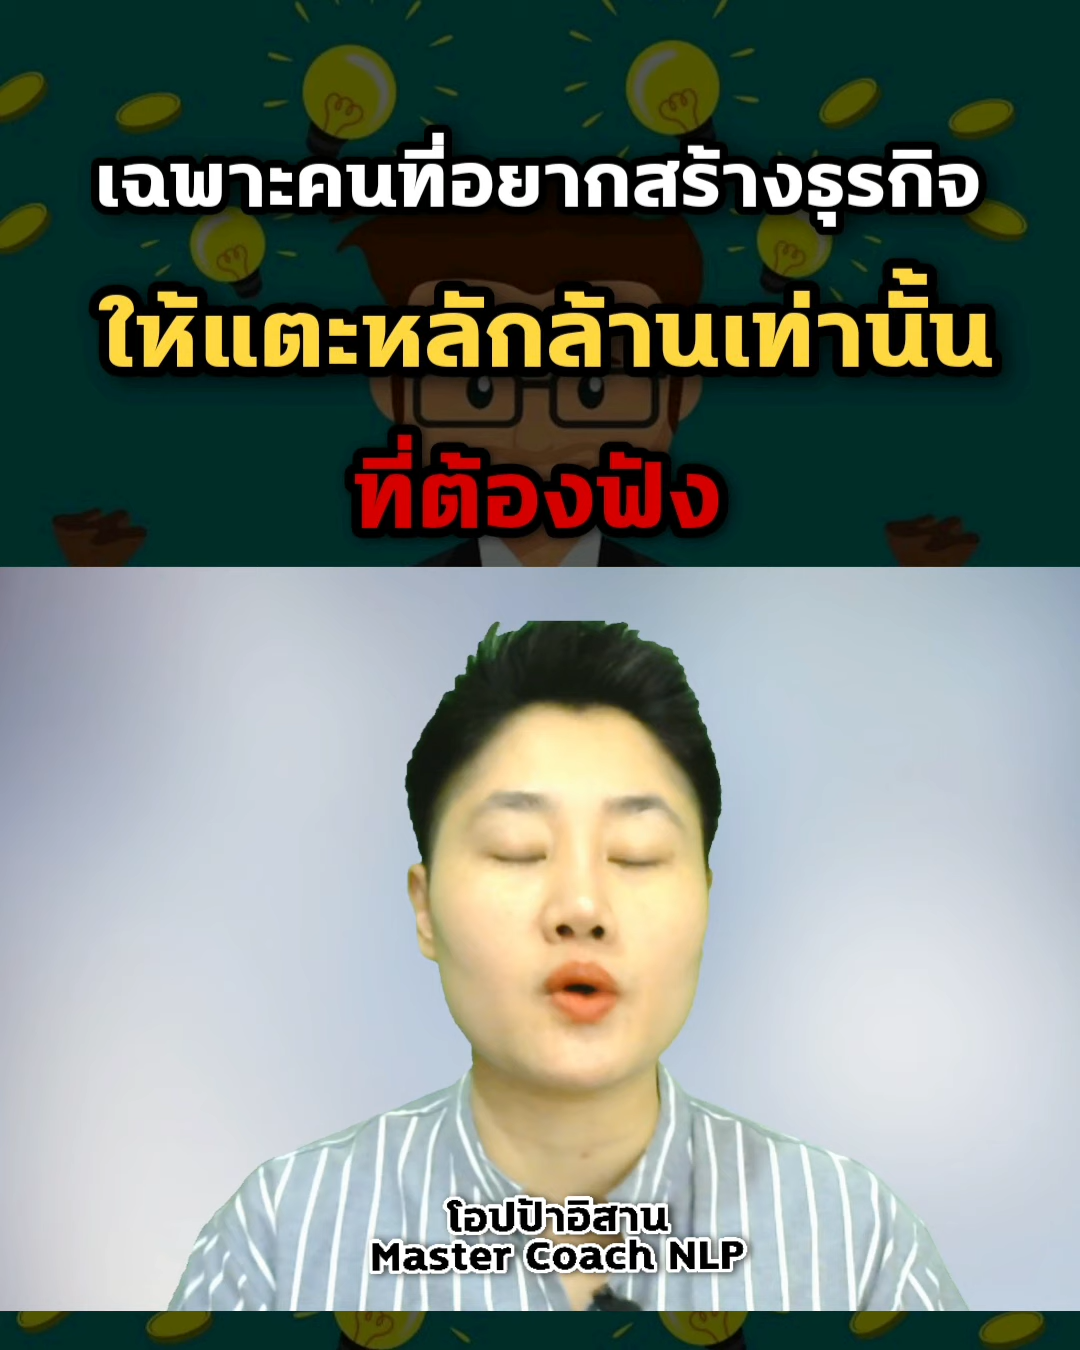 เฉพาะคนที่อยากสร้างธุรกิจ
ให้แตะหลักล้านเท่านั้น
ที่ต้องฟัง
โอปป้าอิสาน
Master Coach NLP